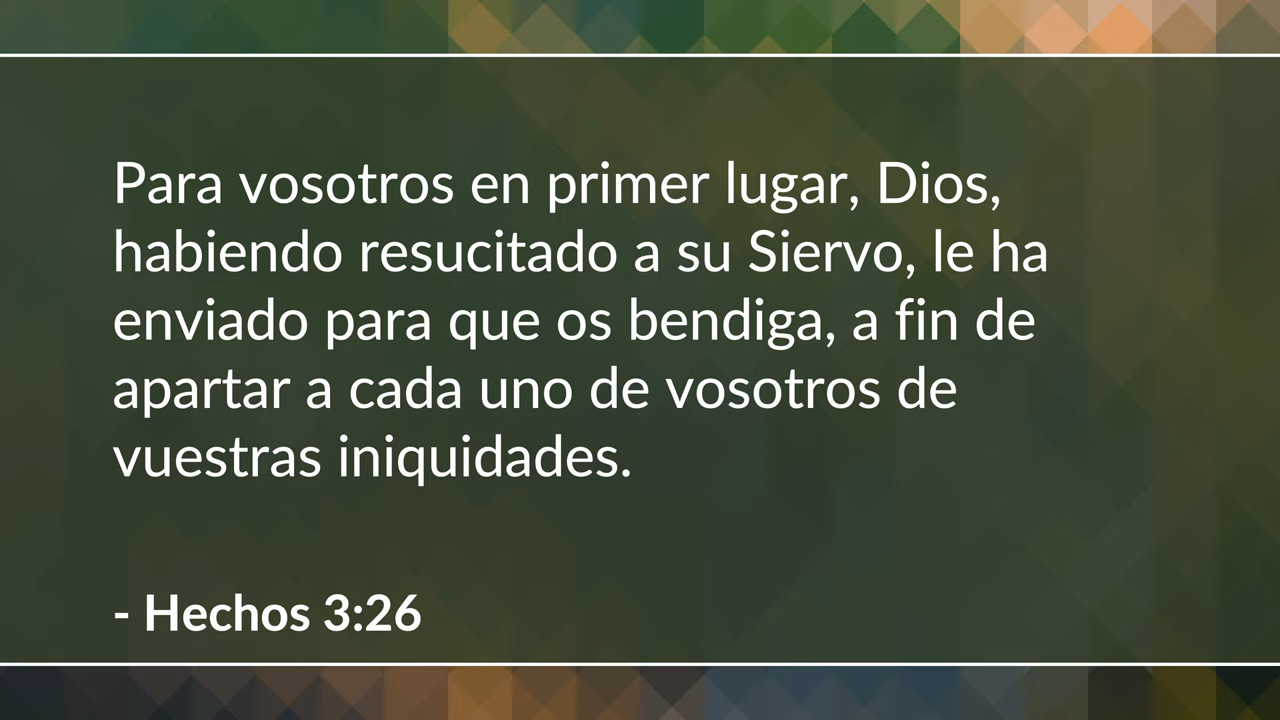 Para vosotros en primer lugar, Dios,
habiendo resucitado a su Siervo, le ha
enviado para que os bendiga, a fin de
apartar a cada uno de vosotros de
vuestras iniquidades.
- Hechos 3:26